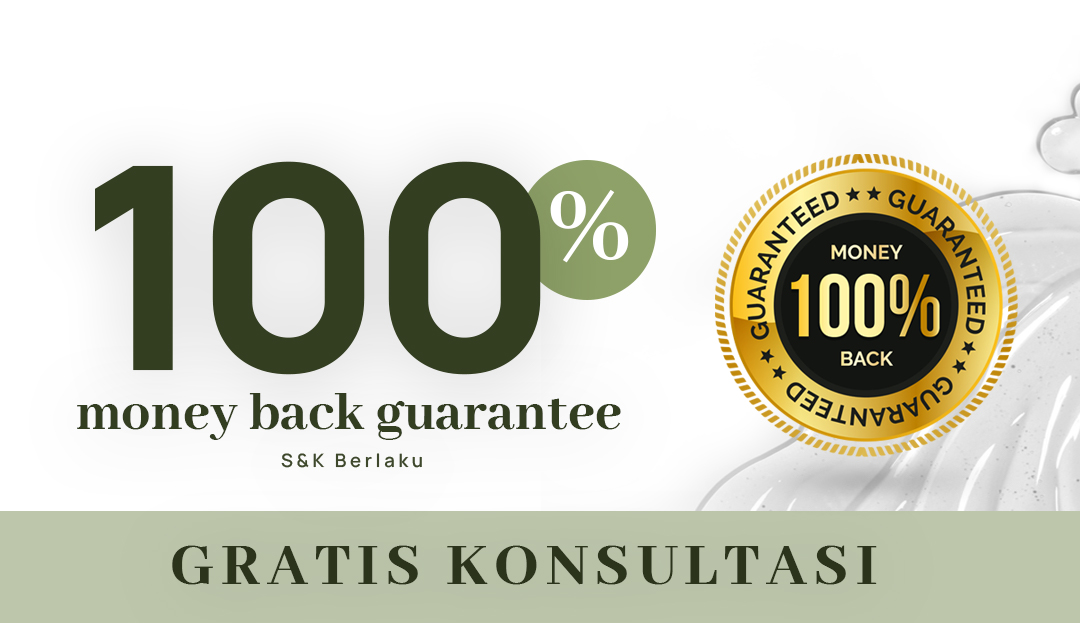 100%
money back guarantee
S&K Berlaku
GUARANTEED ★★ GUARANTEED ★★ GUARANTEED ★★
MONEY
100%
BACK
GRATIS KONSULTASI